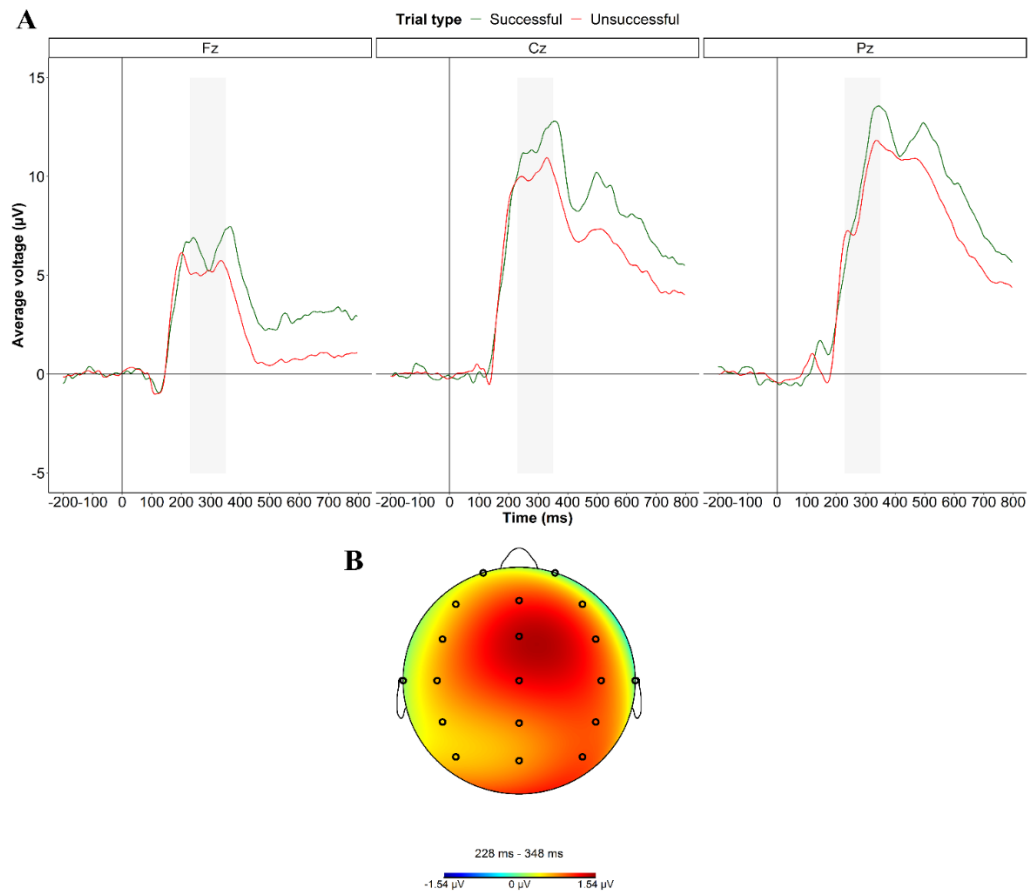 A
Trial type Successful Unsuccessful
Fz Cz Pz
15
10
5
0
-5
Average voltage (µV)
-200 -100 0 100 200 300 400 500 600 700 800 -200 -100 0 100 200 300 400 500 600 700 800 -200 -100 0 100 200 300 400 500 600 700 800
Time (ms)
B
228 ms - 348 ms
-1.54 µV 0 µV 1.54 µV